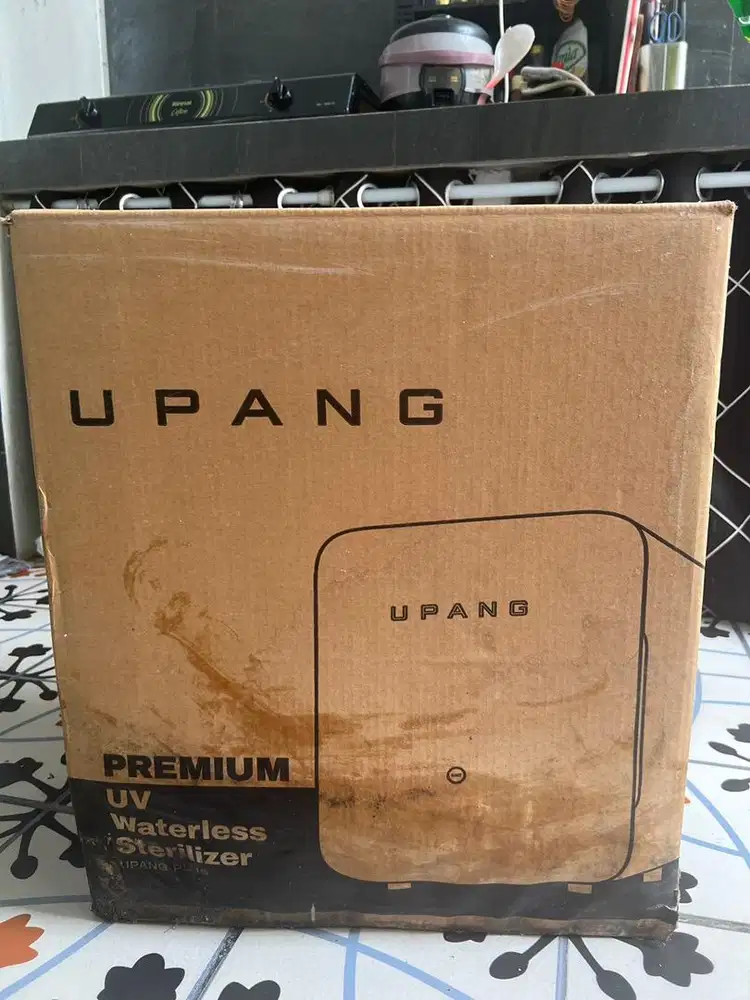 UPANG
UPANG
PREMIUM
UV
Waterless
Sterilizer